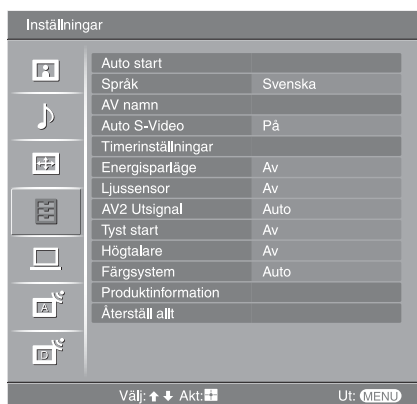 Inställningar
Auto start
Språk Svenska
AV namn
Auto S-Video På
Timerinställningar
Energisparläge Av
Ljussensor Av
AV2 Utsignal Auto
Tyst start Av
Högtalare Av
Färgsystem Auto
Produktinformation
Återställ allt
A
D
Välj: Akt: Ut: MENU